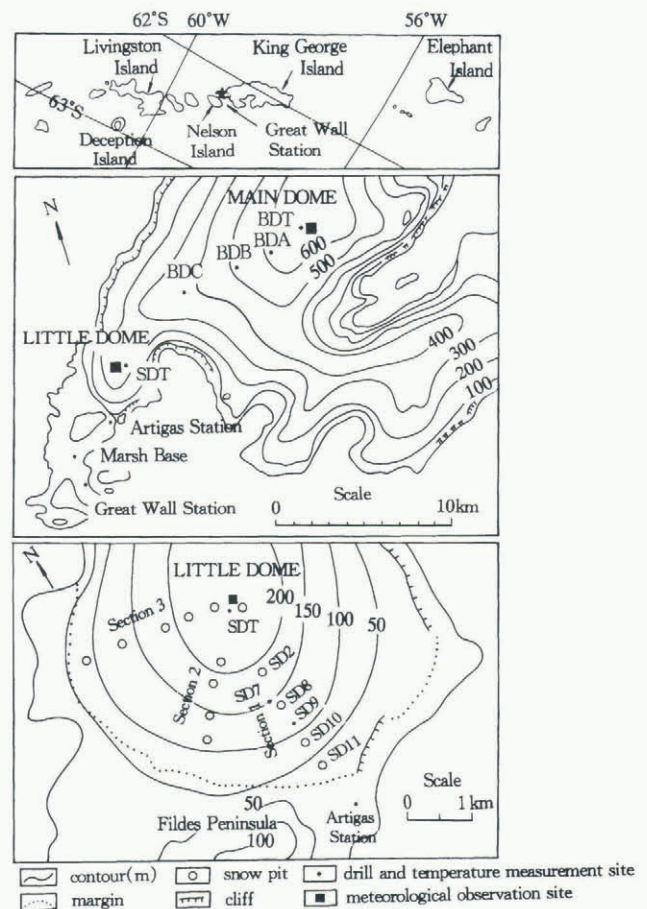 62°S 60°W 56°W
Livingston Island
King George Island
Elephant Island
63°S
Deception Island
Nelson Island
Great Wall Station
N
MAIN DOME
BDT
BDA
BDB
BDC
600
500
400
300
200
100
LITTLE DOME
SDT
Artigas Station
Marsh Base
Great Wall Station
Scale
0 10km
N
LITTLE DOME
SDT
200 150 100 50
Section 3
Section 2
Section 1
SD2
SD7
SD8
SD9
SD10
SD11
Scale
0 1km
50
Fildes Peninsula
100
Artigas Station
contour(m) snow pit drill and temperature measurement site
margin cliff meteorological observation site